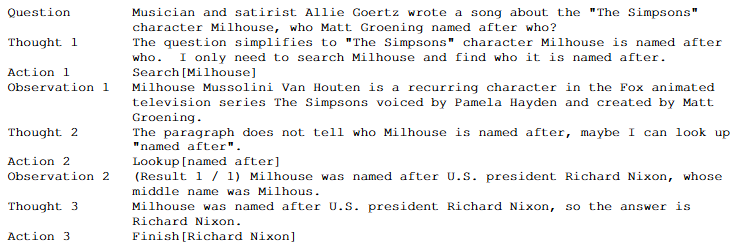 Question Musician and satirist Allie Goertz wrote a song about the "The Simpsons"
character Milhouse, who Matt Groening named after who?
Thought 1 The question simplifies to "The Simpsons" character Milhouse is named after
who. I only need to search Milhouse and find who it is named after.
Action 1 Search[Milhouse]
Observation 1 Milhouse Mussolini Van Houten is a recurring character in the Fox animated
television series The Simpsons voiced by Pamela Hayden and created by Matt
Groening.
Thought 2 The paragraph does not tell who Milhouse is named after, maybe I can look up
"named after".
Action 2 Lookup[named after]
Observation 2 (Result 1 / 1) Milhouse was named after U.S. president Richard Nixon, whose
middle name was Milhous.
Thought 3 Milhouse was named after U.S. president Richard Nixon, so the answer is
Richard Nixon.
Action 3 Finish[Richard Nixon]